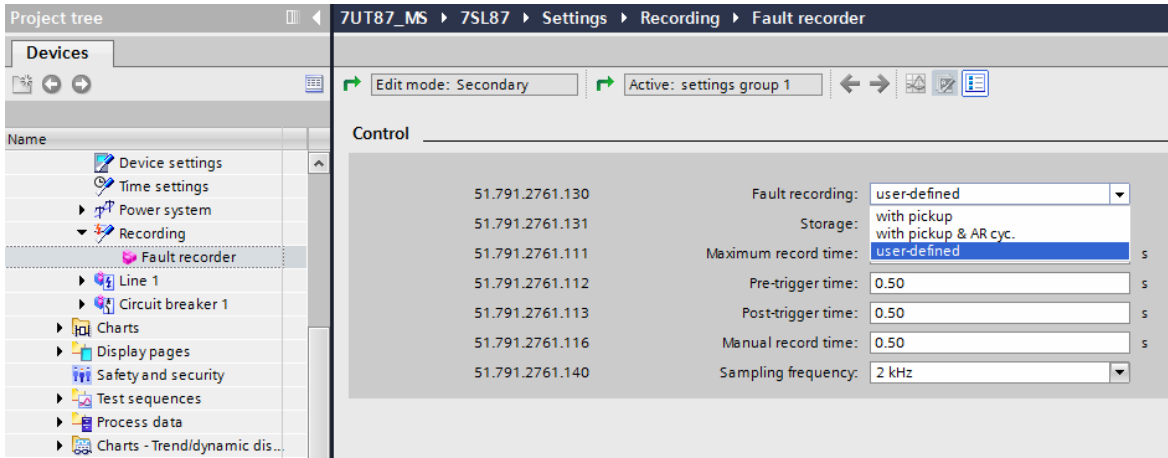 Project tree
Devices
Name
Device settings
Time settings
Power system
Recording
Fault recorder
Line 1
Circuit breaker 1
Charts
Display pages
Safety and security
Test sequences
Process data
Charts - Trend/dynamic dis...
7UT87_MS 7SL87 Settings Recording Fault recorder
Edit mode: Secondary Active: settings group 1
Control
51.791.2761.130 Fault recording: user-defined
51.791.2761.131 Storage:
with pickup
with pickup & AR cyc.
user-defined
51.791.2761.111 Maximum record time: s
51.791.2761.112 Pre-trigger time: 0.50 s
51.791.2761.113 Post-trigger time: 0.50 s
51.791.2761.116 Manual record time: 0.50 s
51.791.2761.140 Sampling frequency: 2 kHz